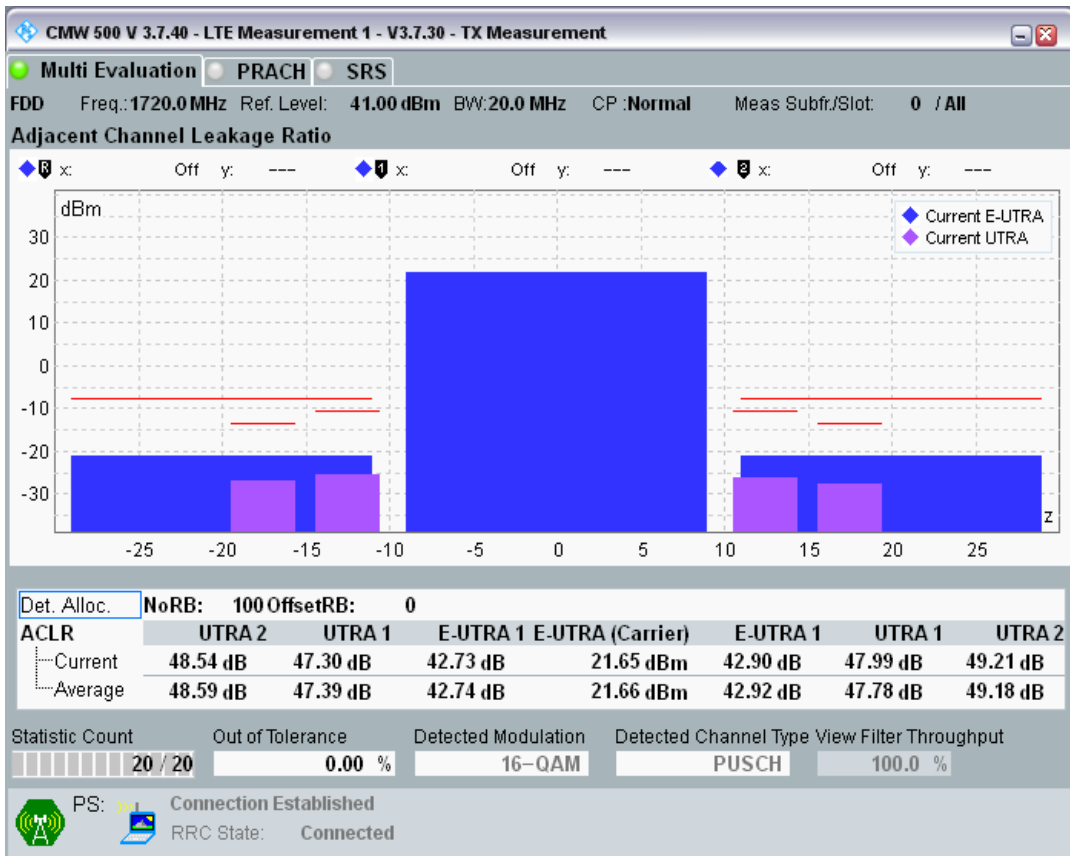 CMW 500 V 3.7.40 - LTE Measurement 1 - V3.7.30 - TX Measurement
Multi Evaluation PRACH SRS
FDD Freq.:1720.0 MHz Ref. Level: 41.00 dBm BW:20.0 MHz CP :Normal Meas Subfr./Slot: 0 / All
Adjacent Channel Leakage Ratio
R x: Off y: --- 1 x: Off y: --- 2 x: Off y: ---
dBm
Current E-UTRA
Current UTRA
30
20
10
0
-10
-20
-30
z
-25 -20 -15 -10 -5 0 5 10 15 20 25
Det. Alloc. NoRB: 100 OffsetRB: 0
ACLR UTRA 2 UTRA 1 E-UTRA 1 E-UTRA (Carrier) E-UTRA 1 UTRA 1 UTRA 2
Current 48.54 dB 47.30 dB 42.73 dB 21.65 dBm 42.90 dB 47.99 dB 49.21 dB
Average 48.59 dB 47.39 dB 42.74 dB 21.66 dBm 42.92 dB 47.78 dB 49.18 dB
Statistic Count Out of Tolerance Detected Modulation Detected Channel Type View Filter Throughput
20 / 20 0.00 % 16-QAM PUSCH 100.0 %
PS: Connection Established
RRC State: Connected